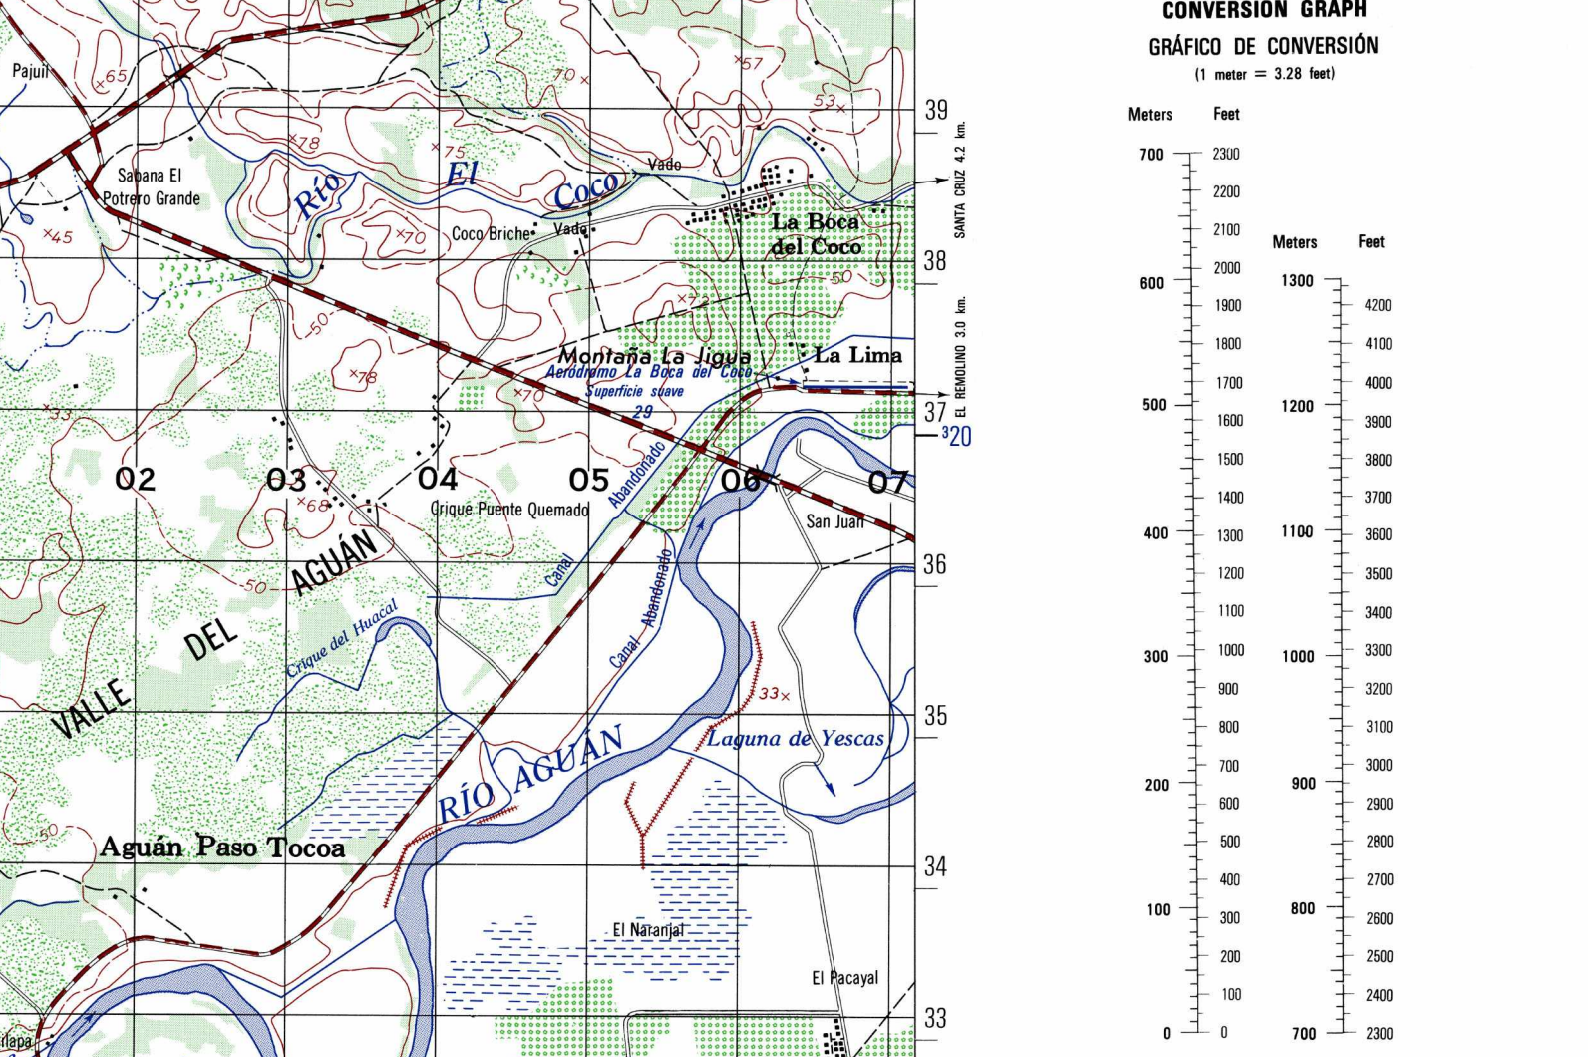 CONVERSION GRAPH
GRÁFICO DE CONVERSIÓN
(1 meter = 3.28 feet)
Meters Feet
700 2300
2200
2100
2000
600
1900
1800
1700
500
1600
1500
1400
400
1300
1200
1100
1000
300
900
800
700
200
600
500
400
100
300
200
100
0 0
Meters Feet
1300
4200
4100
4000
1200
3900
3800
3700
3600
1100
3500
3400
3300
1000
3200
3100
3000
900
2900
2800
2700
800
2600
2500
2400
700 2300
Pajuil
65
70
57
53
39
SANTA CRUZ 4.2 km.
78
75
Sabana El
Potrero Grande
Río
El
Coco
Vado
45
70
Coco Briche
Vado
La Boca
del Coco
38
50
EL REMOLINO 3.0 km.
50
Montaña La Jigua
La Lima
Aeródromo La Boca del Coco
Superficie suave
29
78
70
33
37
320
02
03
04
05
06
07
68
Crique Puente Quemado
San Juan
Canal
Abandonado
Canal
Abandonado
36
50
VALLE
DEL
AGUÁN
Crique del Huacal
33
35
Laguna de Yescas
RÍO AGUÁN
50
Aguán Paso Tocoa
34
El Naranjal
El Pacayal
33